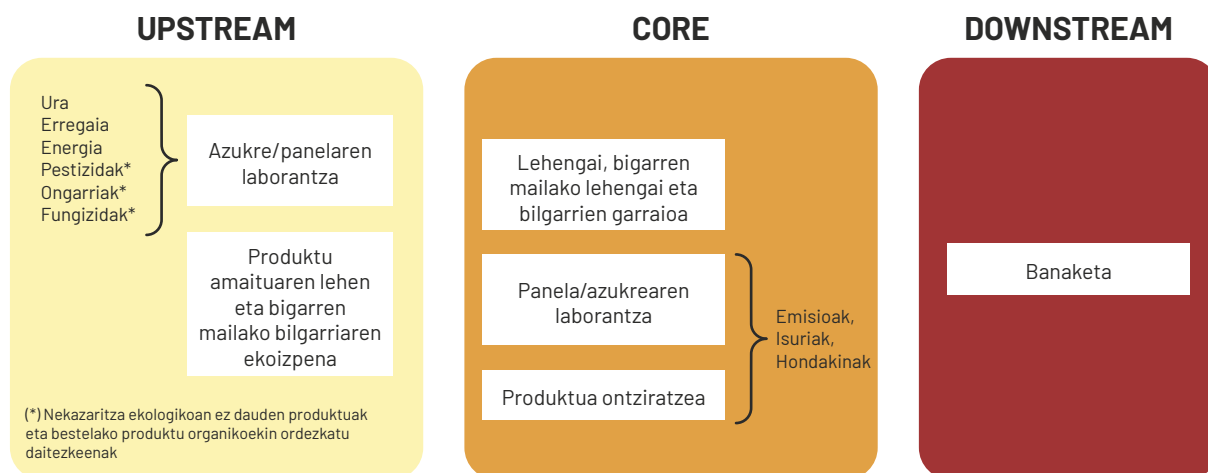 UPSTREAM
Ura
Erregaia
Energia
Pestizidak*
Ongarriak*
Fungizidak*
Azukre/panelaren
laborantza
Produktu
amaituaren lehen
eta bigarren
mailako bilgarriaren
ekoizpena
(*) Nekazaritza ekologikoan ez dauden produktuak
eta bestelako produktu organikoekin ordezkatu
daitezkeenak
CORE
Lehengai, bigarren
mailako lehengai eta
bilgarrien garraioa
Panela/azukrearen
laborantza
Produktua ontziratzea
Emisioak,
Isuriak,
Hondakinak
DOWNSTREAM
Banaketa